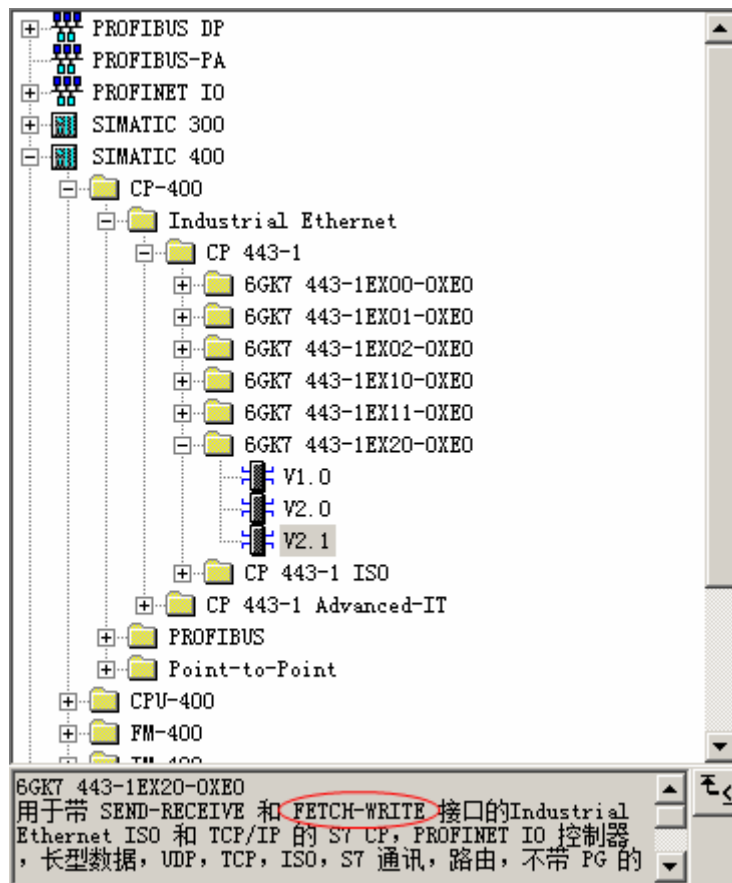 PROFIBUS DP
PROFIBUS-PA
PROFINET IO
SIMATIC 300
SIMATIC 400
CP-400
Industrial Ethernet
CP 443-1
6GK7 443-1EX00-0XE0
6GK7 443-1EX01-0XE0
6GK7 443-1EX02-0XE0
6GK7 443-1EX10-0XE0
6GK7 443-1EX11-0XE0
6GK7 443-1EX20-0XE0
V1.0
V2.0
V2.1
CP 443-1 ISO
CP 443-1 Advanced-IT
PROFIBUS
Point-to-Point
CPU-400
FM-400
6GK7 443-1EX20-0XE0
用于带 SEND-RECEIVE 和 FETCH-WRITE 接口的Industrial
Ethernet ISO 和 TCP/IP 的 S7 CP, PROFINET IO 控制器
，长型数据，UDP，TCP，ISO，S7 通讯，路由，不带 PG 的